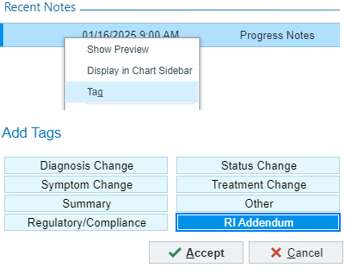 Recent Notes
01/16/2025 9:00 AM Progress Notes
Show Preview
Display in Chart Sidebar
Tag
Add Tags
Diagnosis Change Status Change
Symptom Change Treatment Change
Summary Other
Regulatory/Compliance RI Addendum
Accept Cancel